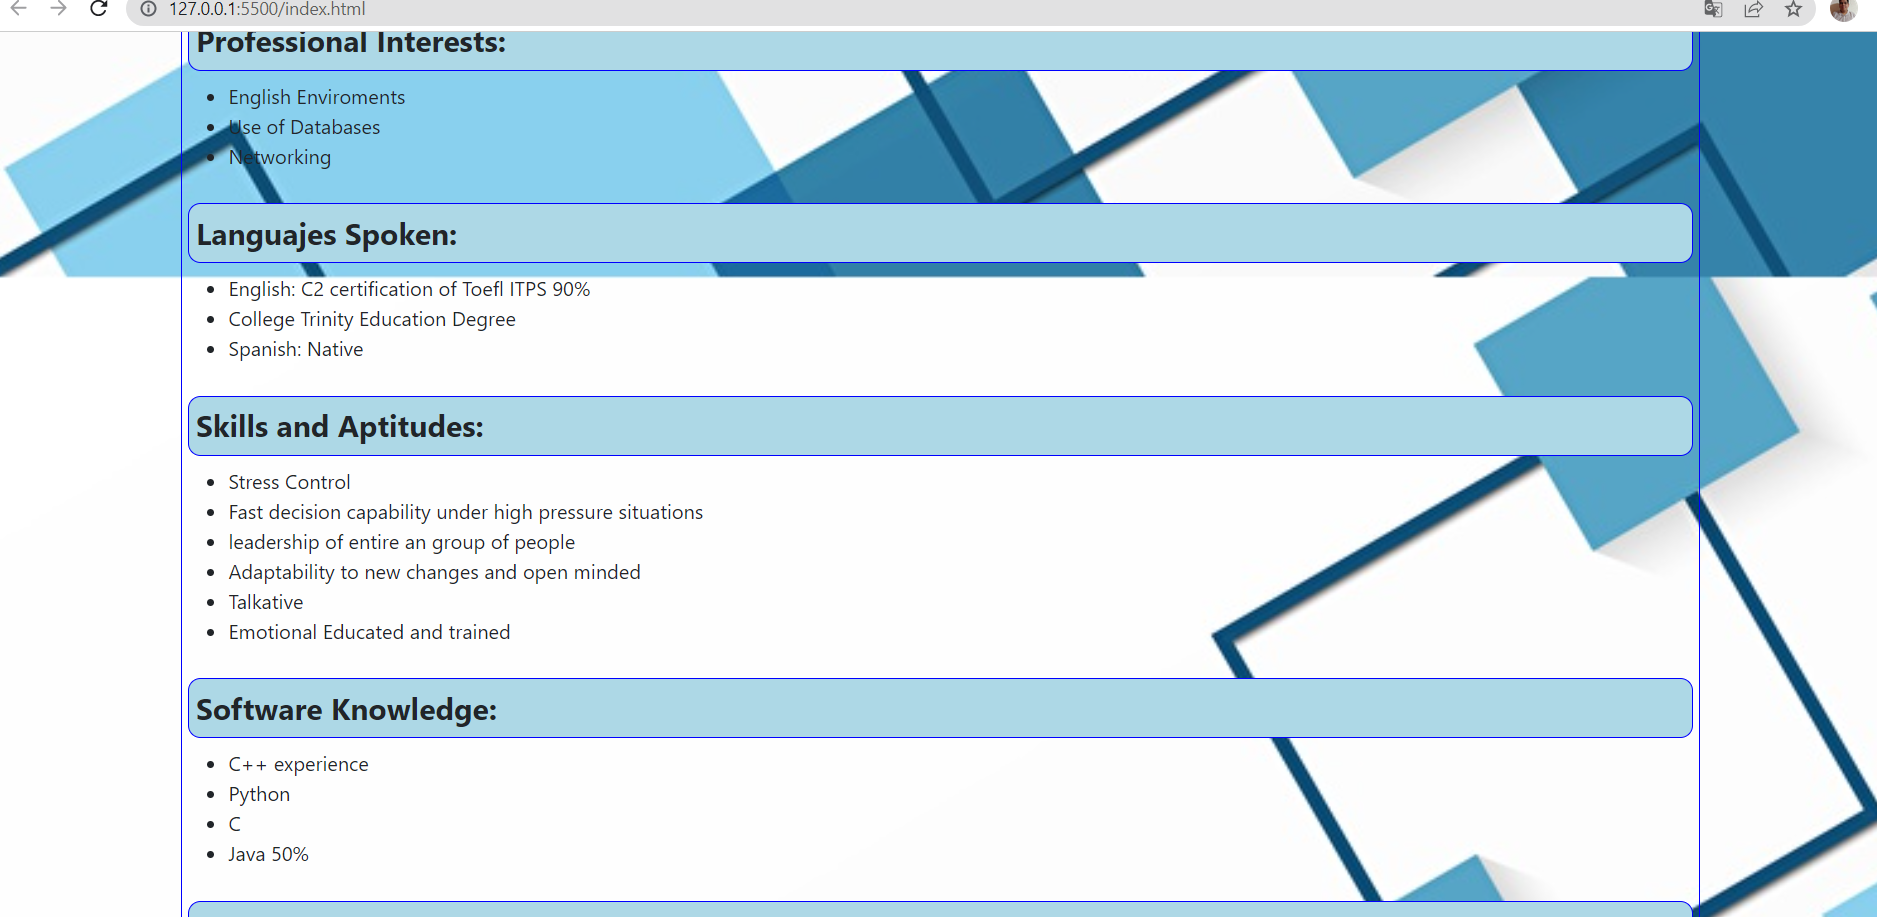 127.0.0.1:5500/index.html
Professional Interests:
English Enviroments
Use of Databases
Networking
Languajes Spoken:
English: C2 certification of Toefl ITPS 90%
College Trinity Education Degree
Spanish: Native
Skills and Aptitudes:
Stress Control
Fast decision capability under high pressure situations
leadership of entire an group of people
Adaptability to new changes and open minded
Talkative
Emotional Educated and trained
Software Knowledge:
C++ experience
Python
C
Java 50%